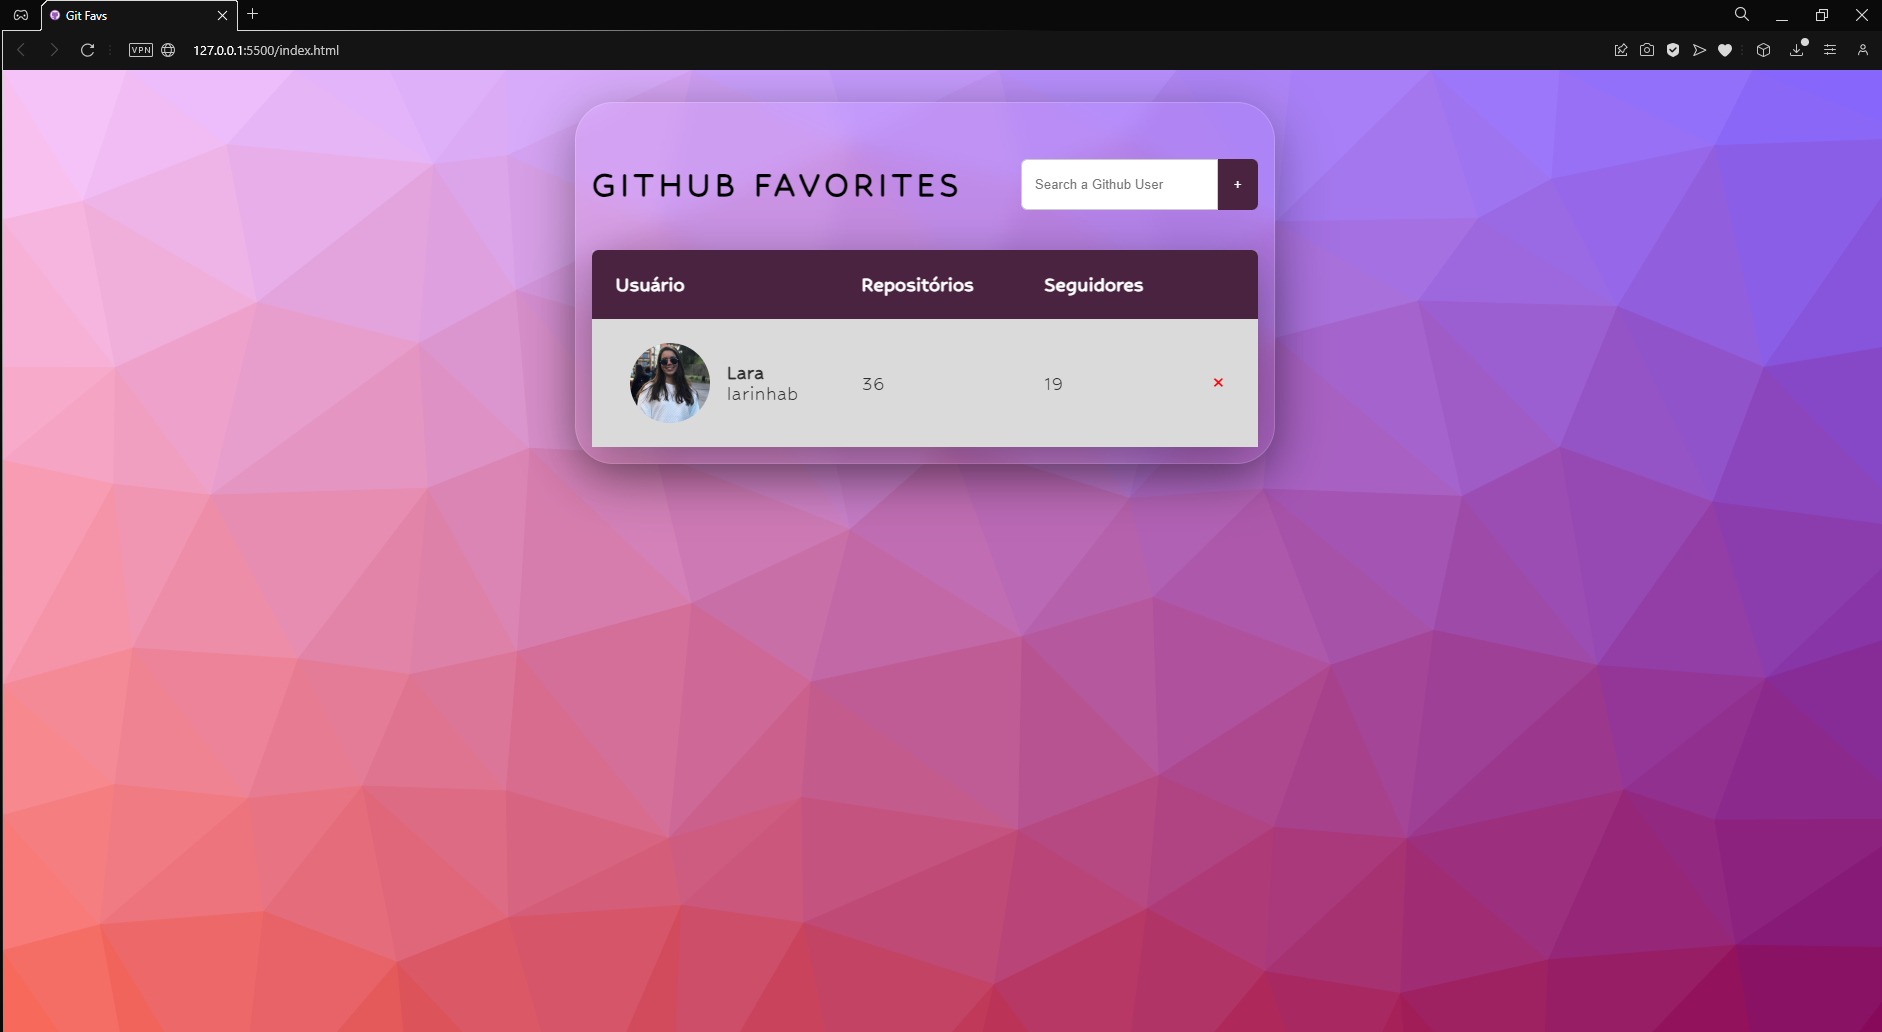 Git Favs
VPN
127.0.0.1:5500/index.html
GITHUB FAVORITES
Search a Github User
+
Usuário Repositórios Seguidores
Lara
larinhab
36 19 ×